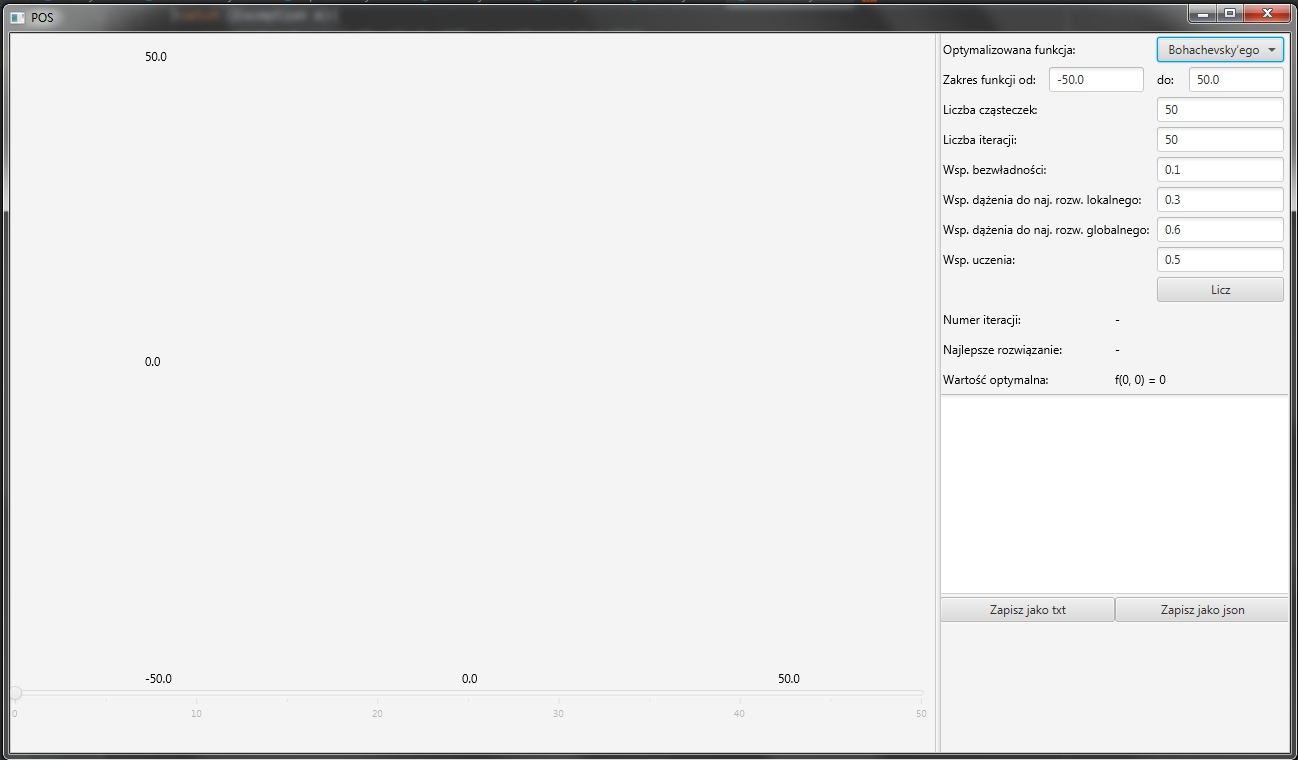 POS
50.0
0.0
-50.0 0.0 50.0
0 10 20 30 40 50
Optymalizowana funkcja: Bohachevsky'ego
Zakres funkcji od: -50.0 do: 50.0
Liczba cząsteczek: 50
Liczba iteracji: 50
Wsp. bezwładności: 0.1
Wsp. dążenia do naj. rozw. lokalnego: 0.3
Wsp. dążenia do naj. rozw. globalnego: 0.6
Wsp. uczenia: 0.5
Licz
Numer iteracji: -
Najlepsze rozwiązanie: -
Wartość optymalna: f(0, 0) = 0
Zapisz jako txt Zapisz jako json